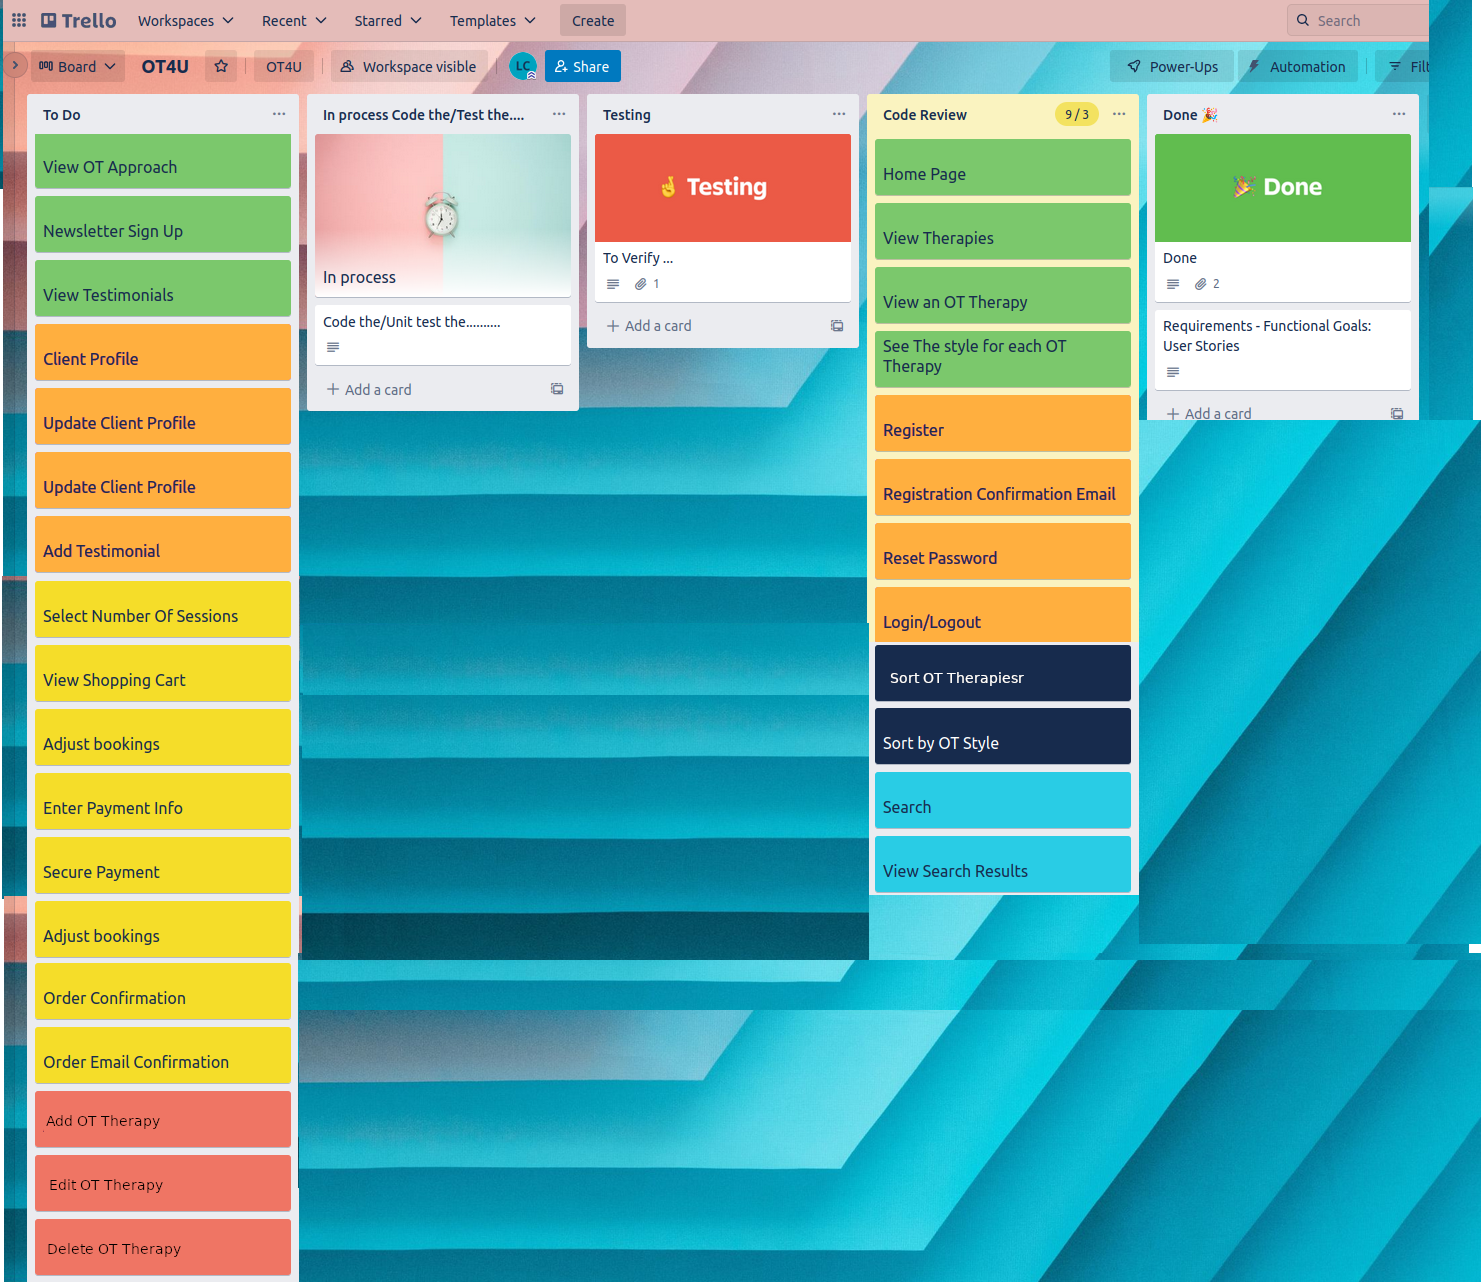 Trello
Workspaces
Recent
Starred
Templates
Create
Search
Board
OT4U
OT4U
Workspace visible
LC
Share
Power-Ups
Automation
Filt
To Do
View OT Approach
Newsletter Sign Up
View Testimonials
Client Profile
Update Client Profile
Update Client Profile
Add Testimonial
Select Number Of Sessions
View Shopping Cart
Adjust bookings
Enter Payment Info
Secure Payment
Adjust bookings
Order Confirmation
Order Email Confirmation
Add OT Therapy
Edit OT Therapy
Delete OT Therapy
In process Code the/Test the....
In process
Code the/Unit test the..........
Add a card
Testing
🤞 Testing
To Verify ...
1
Add a card
Code Review
9 / 3
Home Page
View Therapies
View an OT Therapy
See The style for each OT
Therapy
Register
Registration Confirmation Email
Reset Password
Login/Logout
Sort OT Therapiesr
Sort by OT Style
Search
View Search Results
Done 🎉
🎉 Done
Done
2
Requirements - Functional Goals:
User Stories
Add a card